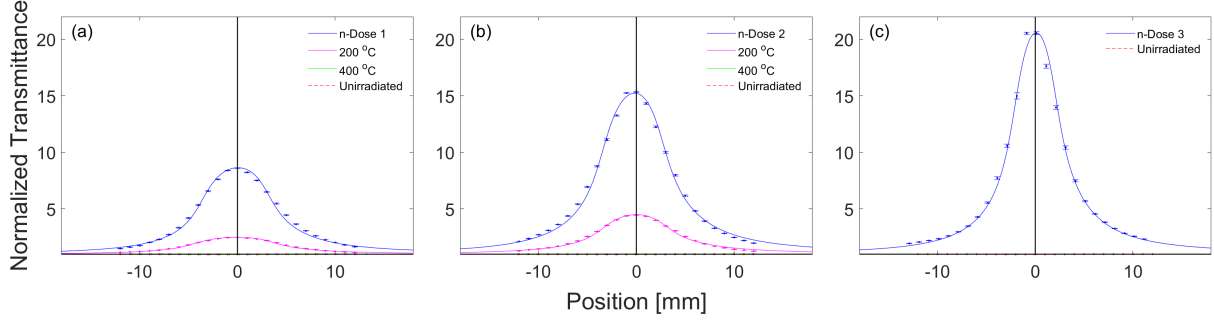 Normalized Transmittance
(a)
n-Dose 1
200 °C
400 °C
Unirradiated
20
15
10
5
-10
0
10
(b)
n-Dose 2
200 °C
400 °C
Unirradiated
20
15
10
5
-10
0
10
(c)
n-Dose 3
Unirradiated
20
15
10
5
-10
0
10
Position [mm]